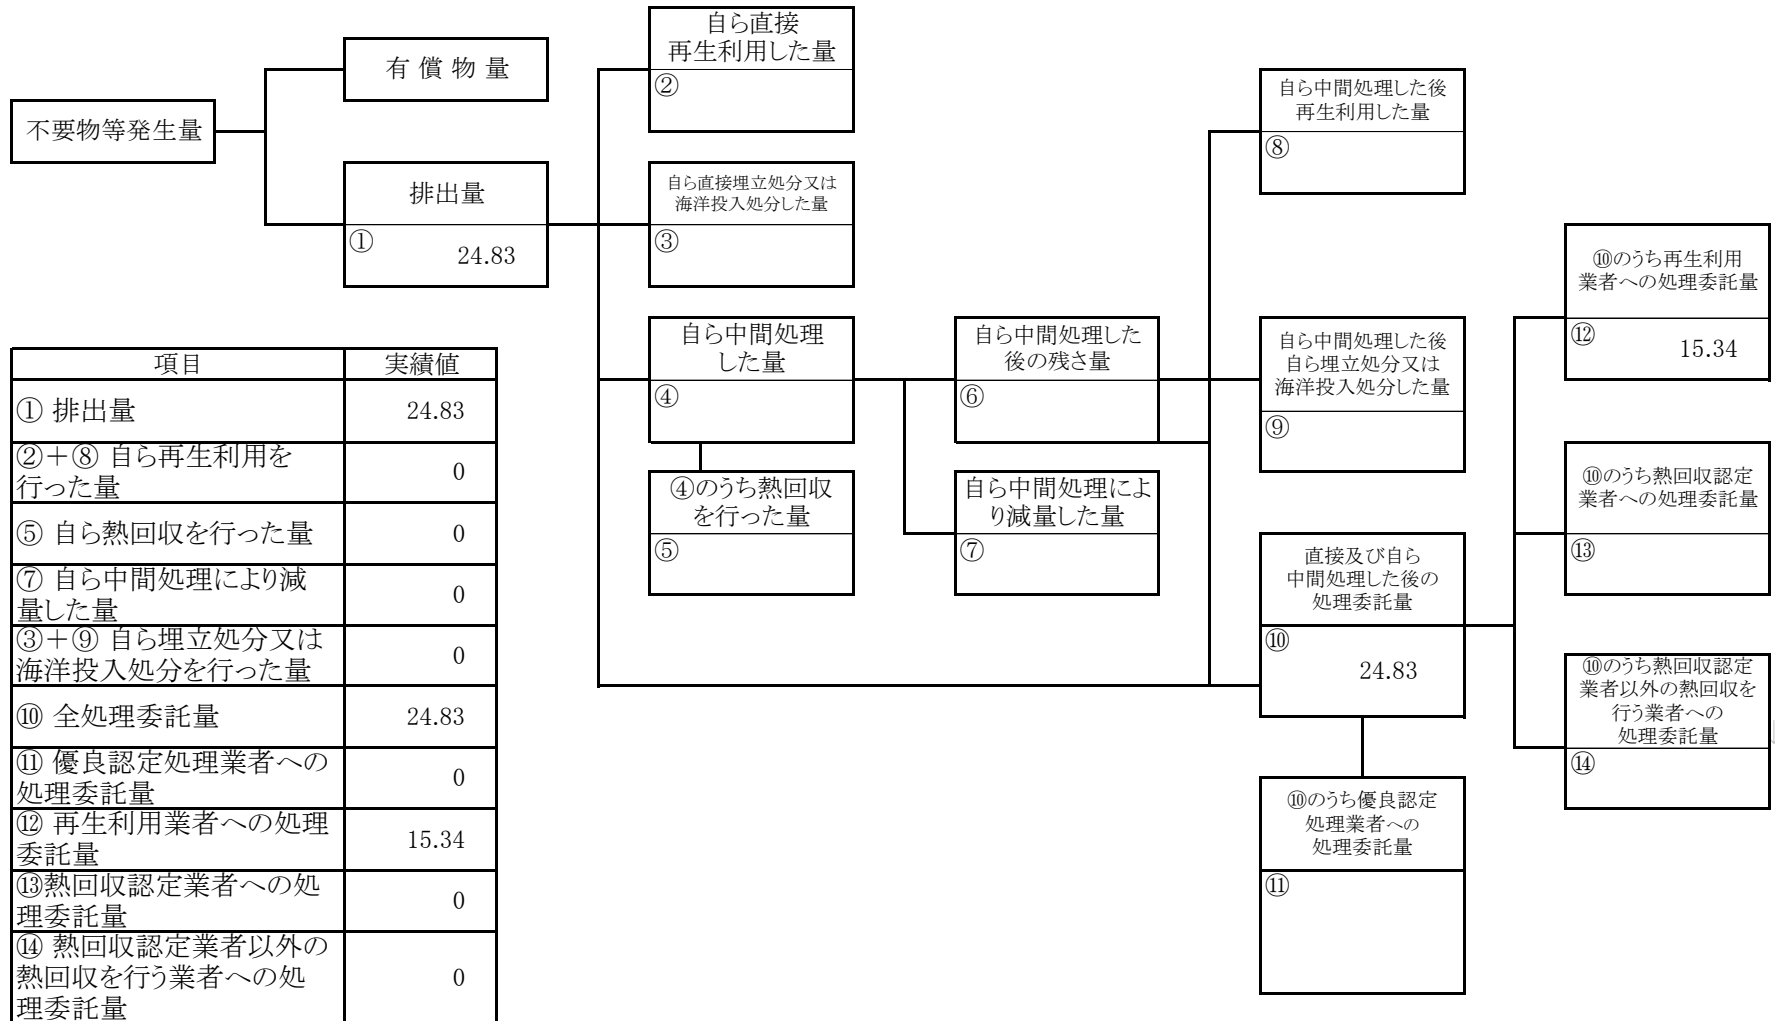 不要物等発生量
有 償 物 量
排出量
①
24.83
自ら直接
再生利用した量
②
自ら直接埋立処分又は
海洋投入処分した量
③
自ら中間処理
した量
④
④のうち熱回収
を行った量
⑤
自ら中間処理した
後の残さ量
⑥
自ら中間処理によ
り減量した量
⑦
自ら中間処理した後
再生利用した量
⑧
自ら中間処理した後
自ら埋立処分又は
海洋投入処分した量
⑨
直接及び自ら
中間処理した後の
処理委託量
⑩
24.83
⑩のうち優良認定
処理業者への
処理委託量
⑪
⑩のうち再生利用
業者への処理委託量
⑫
15.34
⑩のうち熱回収認定
業者への処理委託量
⑬
⑩のうち熱回収認定
業者以外の熱回収を
行う業者への
処理委託量
⑭
項目 実績値
① 排出量 24.83
②＋⑧ 自ら再生利用を
行った量 0
⑤ 自ら熱回収を行った量 0
⑦ 自ら中間処理により減
量した量 0
③＋⑨ 自ら埋立処分又は
海洋投入処分を行った量 0
⑩ 全処理委託量 24.83
⑪ 優良認定処理業者への
処理委託量 0
⑫ 再生利用業者への処理
委託量 15.34
⑬熱回収認定業者への処
理委託量 0
⑭ 熱回収認定業者以外の
熱回収を行う業者への処
理委託量 0